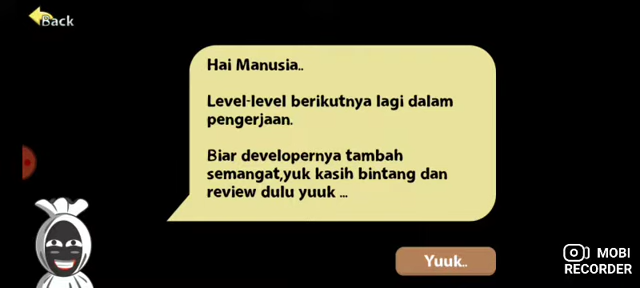 Back
Hai Manusia..
Level-level berikutnya lagi dalam
pengerjaan.
Biar developernya tambah
semangat,yuk kasih bintang dan
review dulu yuuk ...
Yuuk..
MOBI
RECORDER